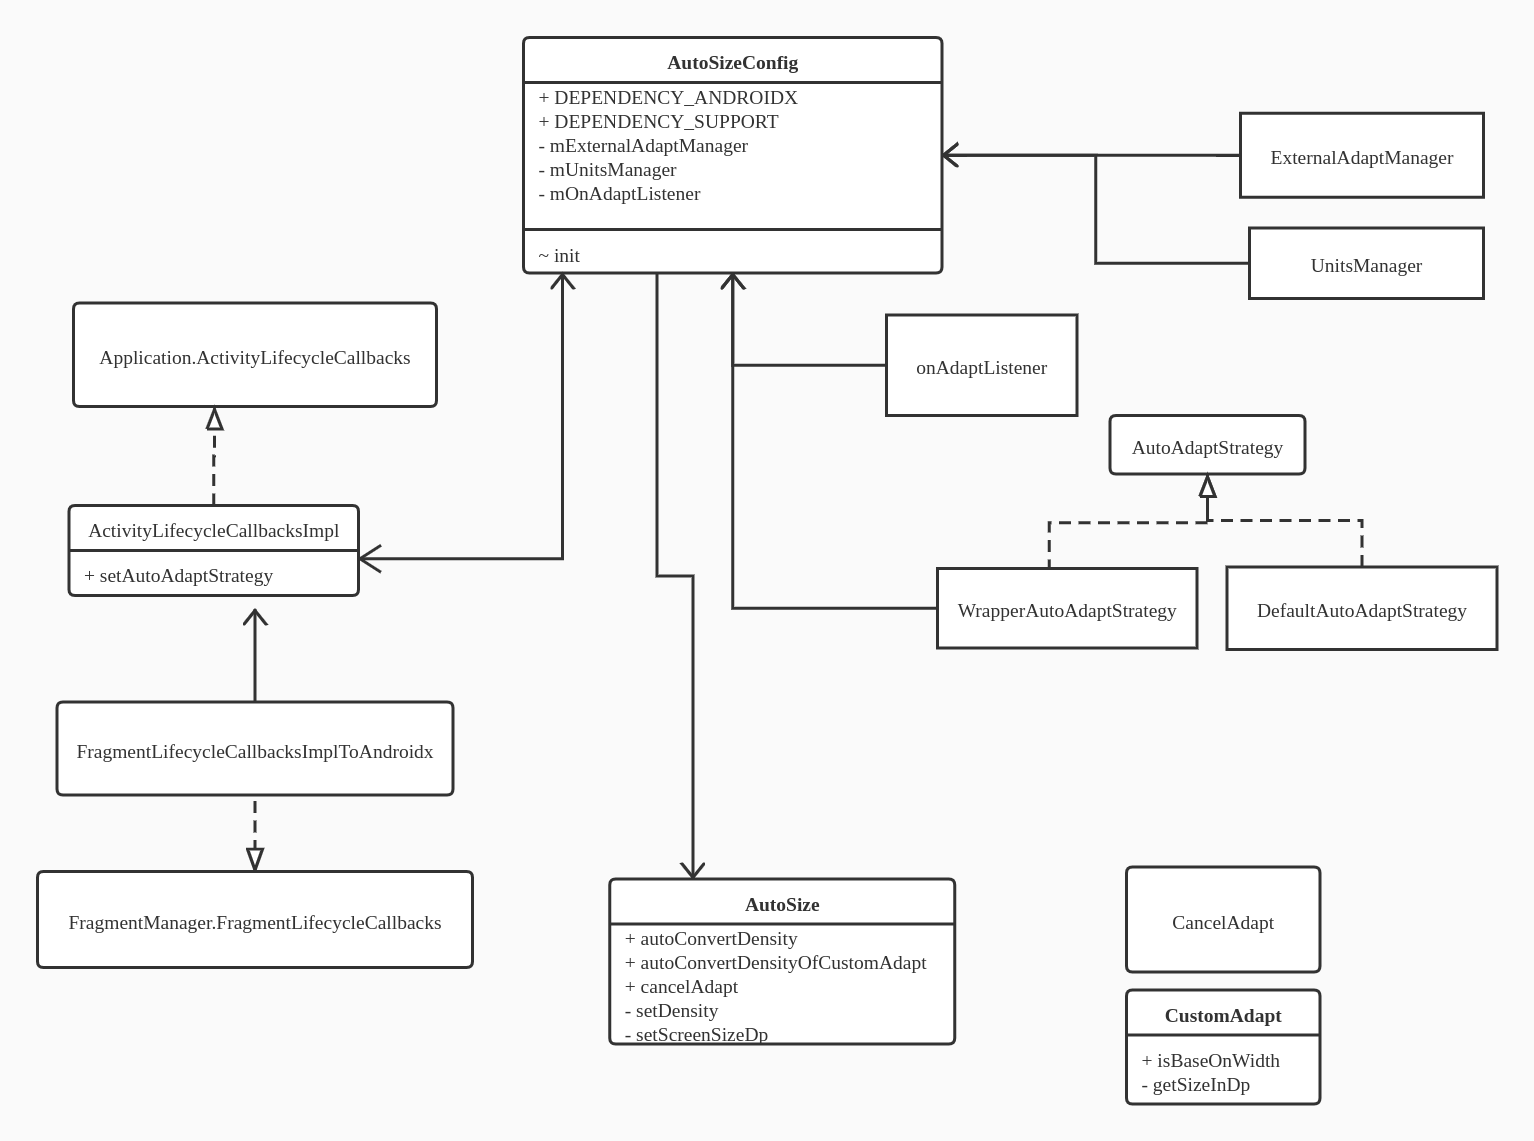 AutoSizeConfig
+ DEPENDENCY_ANDROIDX
+ DEPENDENCY_SUPPORT
- mExternalAdaptManager
- mUnitsManager
- mOnAdaptListener
~ init
ExternalAdaptManager
UnitsManager
Application.ActivityLifecycleCallbacks
onAdaptListener
AutoAdaptStrategy
ActivityLifecycleCallbacksImpl
+ setAutoAdaptStrategy
WrapperAutoAdaptStrategy
DefaultAutoAdaptStrategy
FragmentLifecycleCallbacksImplToAndroidx
FragmentManager.FragmentLifecycleCallbacks
AutoSize
+ autoConvertDensity
+ autoConvertDensityOfCustomAdapt
+ cancelAdapt
- setDensity
- setScreenSizeDp
CancelAdapt
CustomAdapt
+ isBaseOnWidth
- getSizeInDp